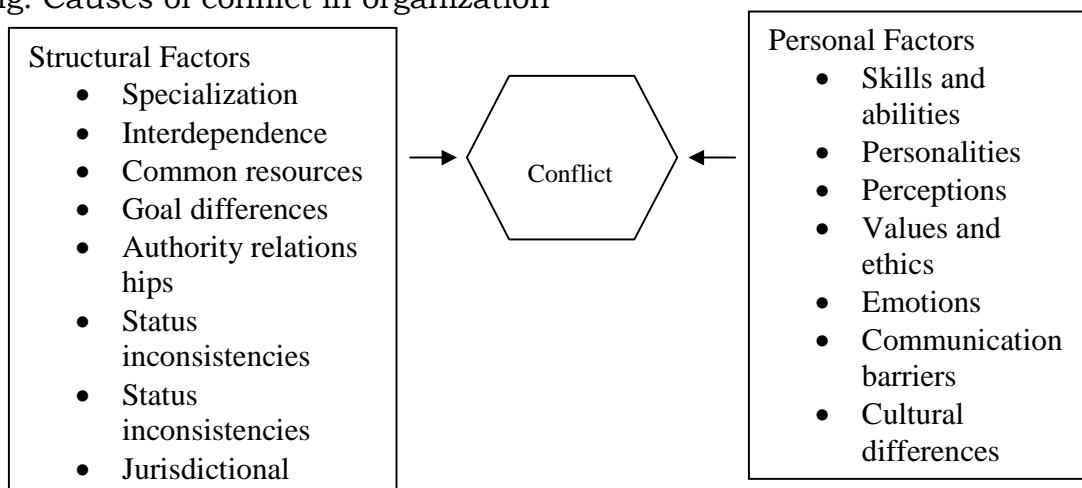 Causes of conflict in organization
Structural Factors
• Specialization
• Interdependence
• Common resources
• Goal differences
• Authority relations
hips
• Status
inconsistencies
• Status
inconsistencies
• Jurisdictional
Conflict
Personal Factors
• Skills and
abilities
• Personalities
• Perceptions
• Values and
ethics
• Emotions
• Communication
barriers
• Cultural
differences